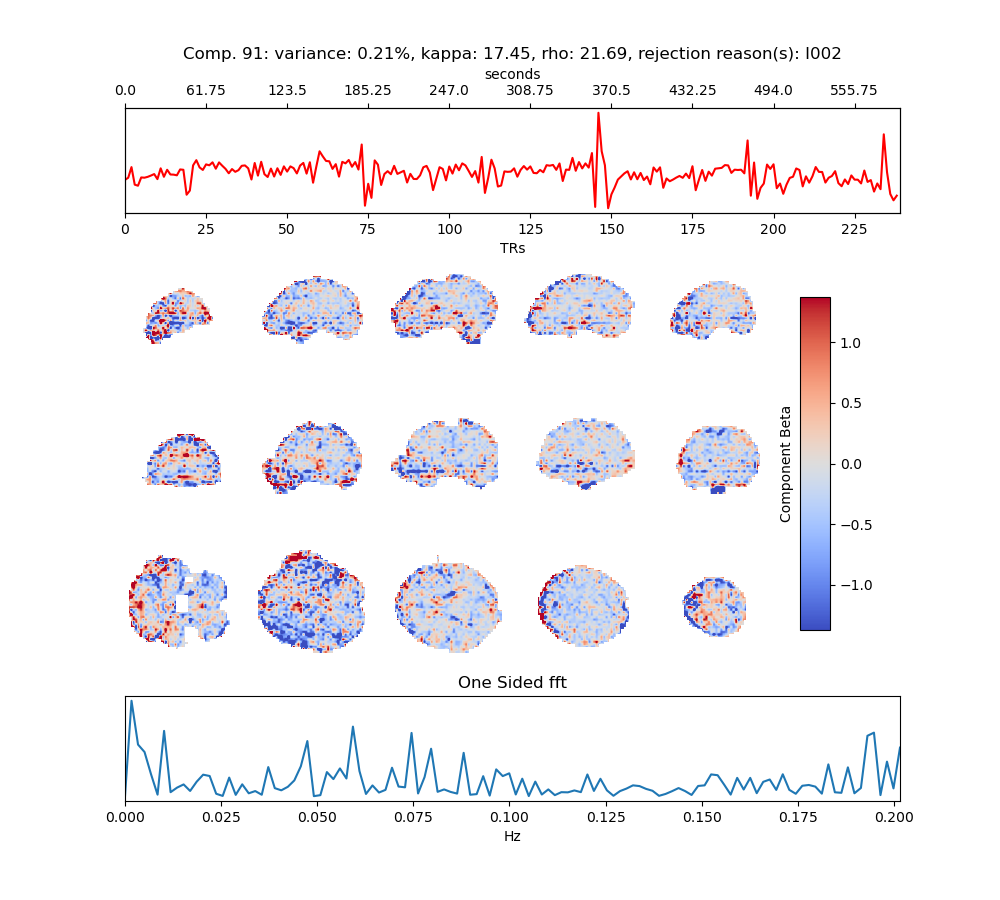 Comp. 91: variance: 0.21%, kappa: 17.45, rho: 21.69, rejection reason(s): I002
seconds
0.0 61.75 123.5 185.25 247.0 308.75 370.5 432.25 494.0 555.75
0 25 50 75 100 125 150 175 200 225
TRs
1.0
0.5
0.0
−0.5
−1.0
Component Beta
One Sided fft
0.000 0.025 0.050 0.075 0.100 0.125 0.150 0.175 0.200
Hz